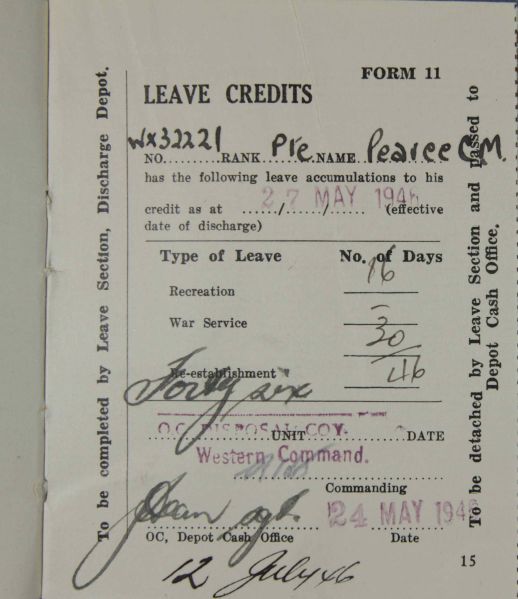 FORM 11
LEAVE CREDITS
WX32221 Pte Pearce C.M.
NO..........RANK..........NAME....................
has the following leave accumulations to his
27 MAY 1946
credit as at ....../....../...... (effective
date of discharge)
Type of Leave No. of Days
Recreation 16
War Service -
Re-establishment 30
46
Forty six
O.C. DISPOSAL COY.
UNIT DATE
Western Command.
Commanding
24 MAY 194
OC, Depot Cash Office Date
12 July 46
15
To be completed by Leave Section, Discharge Depot.
To be detached by Leave Section and passed to
Depot Cash Office.